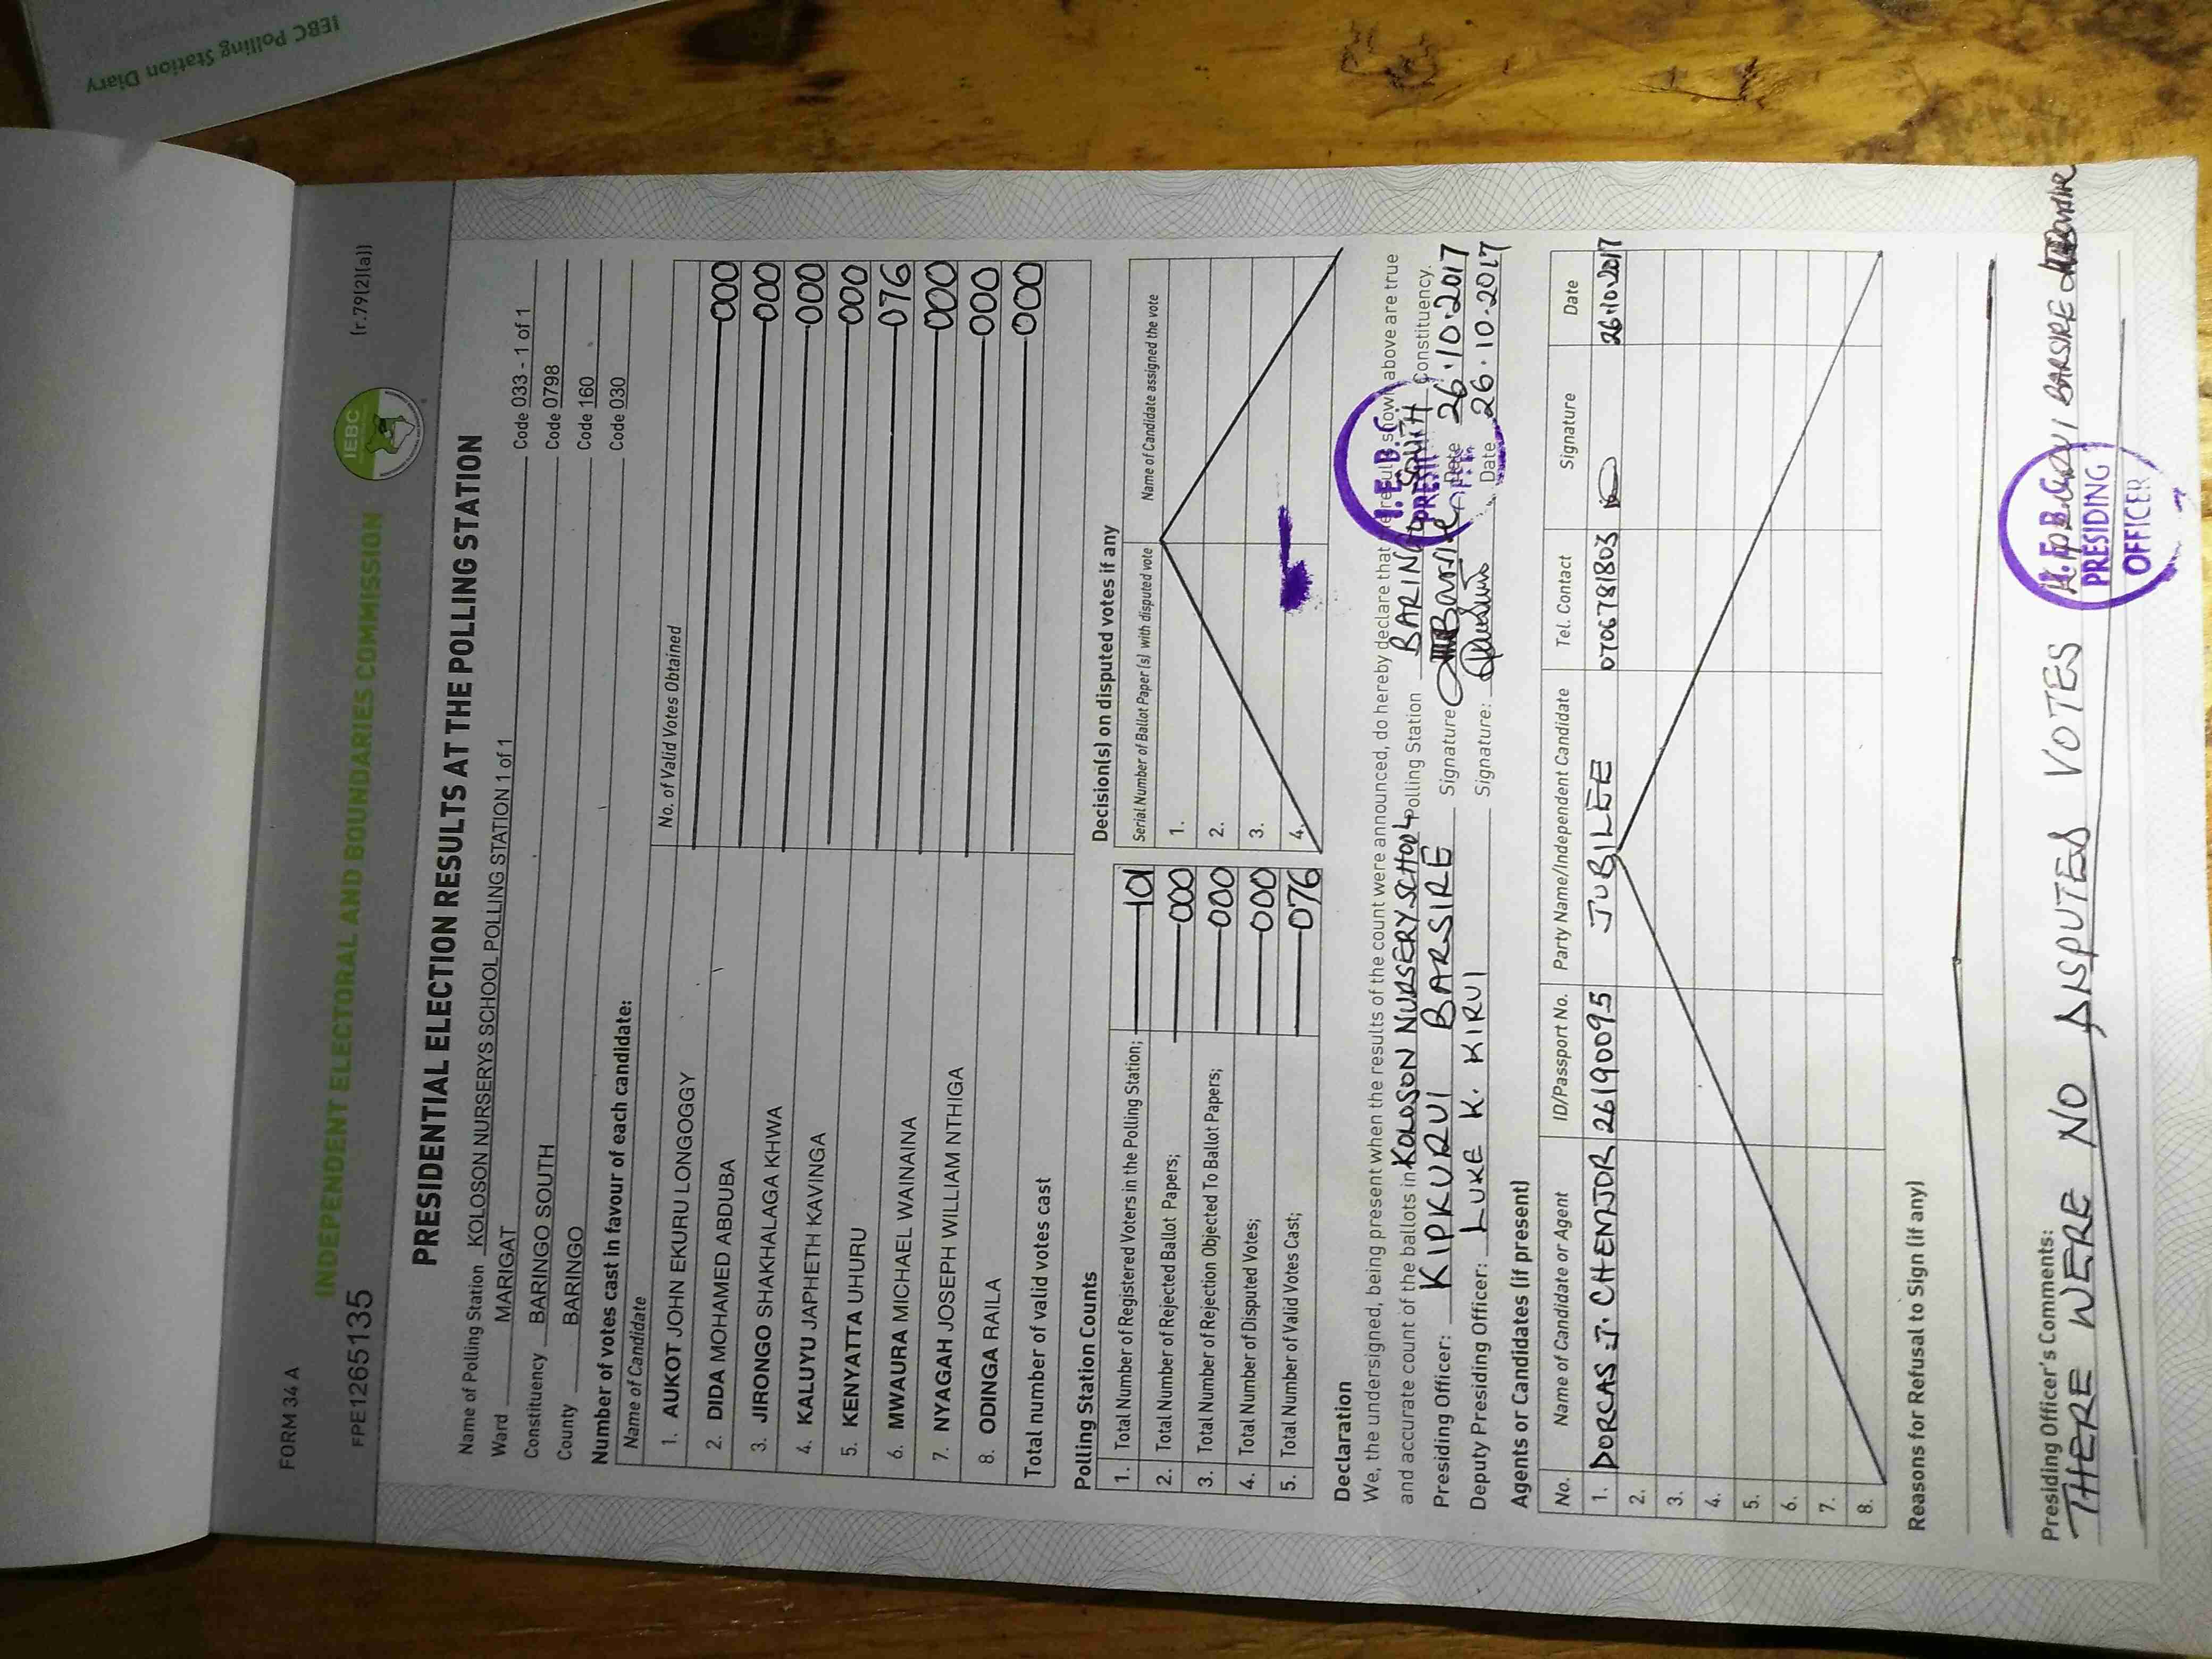 IEBC Polling Station Diary
FORM 34 A
(r.79(2)(a))
INDEPENDENT ELECTORAL AND BOUNDARIES COMMISSION
IEBC
FPE1265135
PRESIDENTIAL ELECTION RESULTS AT THE POLLING STATION
Name of Polling Station KOLOSON NURSERYS SCHOOL POLLING STATION 1 of 1 Code 033 - 1 of 1
Ward MARIGAT Code 0798
Constituency BARINGO SOUTH Code 160
County BARINGO Code 030
Number of votes cast in favour of each candidate:
Name of Candidate No. of Valid Votes Obtained
1. AUKOT JOHN EKURU LONGOGGY 000
2. DIDA MOHAMED ABDUBA 000
3. JIRONGO SHAKHALAGA KHWA 000
4. KALUYU JAPHETH KAVINGA 000
5. KENYATTA UHURU 076
6. MWAURA MICHAEL WAINAINA 000
7. NYAGAH JOSEPH WILLIAM NTHIGA 000
8. ODINGA RAILA 000
Total number of valid votes cast
Polling Station Counts
1. Total Number of Registered Voters in the Polling Station; 101
2. Total Number of Rejected Ballot Papers; 000
3. Total Number of Rejection Objected To Ballot Papers; 000
4. Total Number of Disputed Votes; 000
5. Total Number of Valid Votes Cast; 076
Decision(s) on disputed votes if any
Serial Number of Ballot Paper (s) with disputed vote Name of Candidate assigned the vote
1.
2.
3.
4.
Declaration
We, the undersigned, being present when the results of the count were announced, do hereby declare that the results shown above are true
and accurate count of the ballots in KOLOSON NURSERY SCHOOL Polling Station BARINGO SOUTH Constituency.
Presiding Officer: KIPKURUI BARSIRE Signature Barsire Date 26.10.2017
Deputy Presiding Officer: LUKE K. KIRUI Signature: Date 26.10.2017
I.E.B.C.
Agents or Candidates (if present)
No. Name of Candidate or Agent ID/Passport No. Party Name/Independent Candidate Tel. Contact Signature Date
1. DORCAS J. CHEMJOR 26190095 JUBILEE 0706781803 26.10.2017
2.
3.
4.
5.
6.
7.
8.
Reasons for Refusal to Sign (if any)
Presiding Officer's Comments:
THERE WERE NO DISPUTED VOTES KIPKURUI BARSIRE
I.E.B.C.
PRESIDING
OFFICER